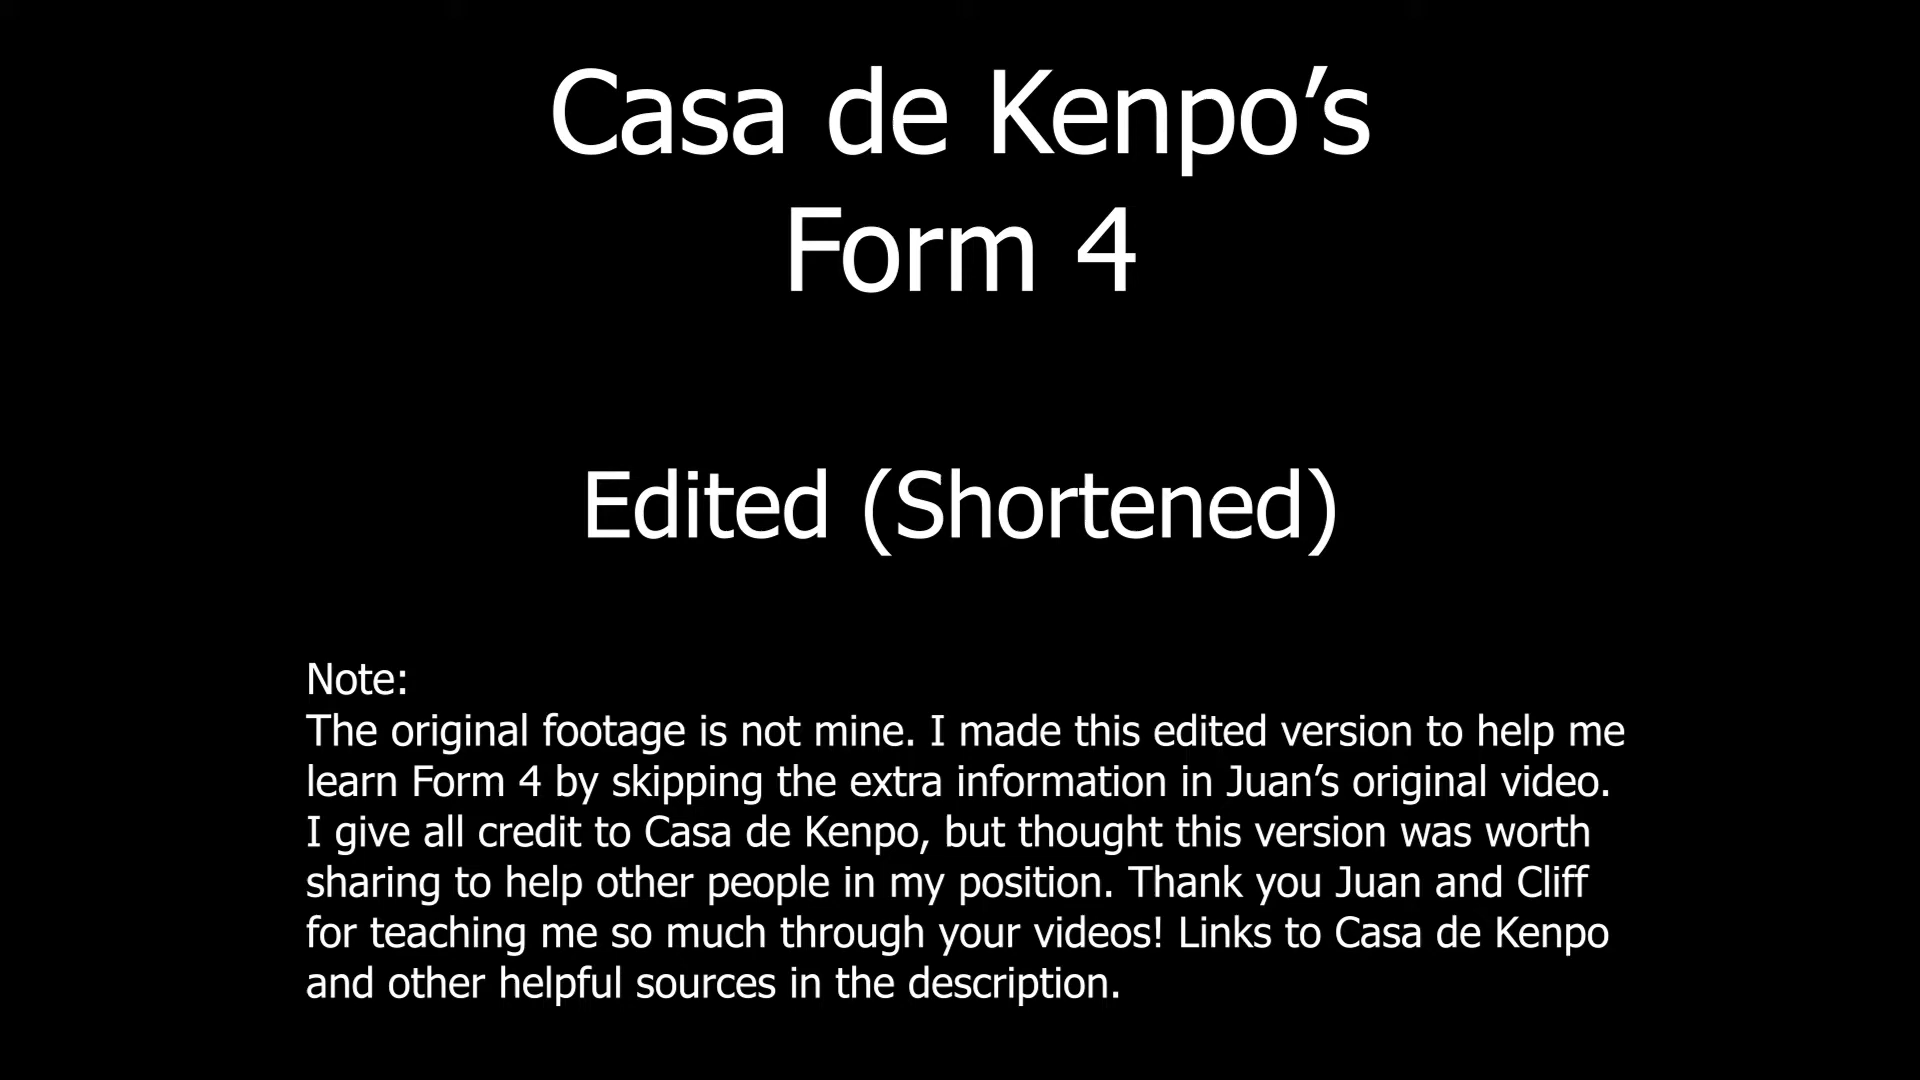 Casa de Kenpo’s
Form 4
Edited (Shortened)
Note:
The original footage is not mine. I made this edited version to help me
learn Form 4 by skipping the extra information in Juan’s original video.
I give all credit to Casa de Kenpo, but thought this version was worth
sharing to help other people in my position. Thank you Juan and Cliff
for teaching me so much through your videos! Links to Casa de Kenpo
and other helpful sources in the description.